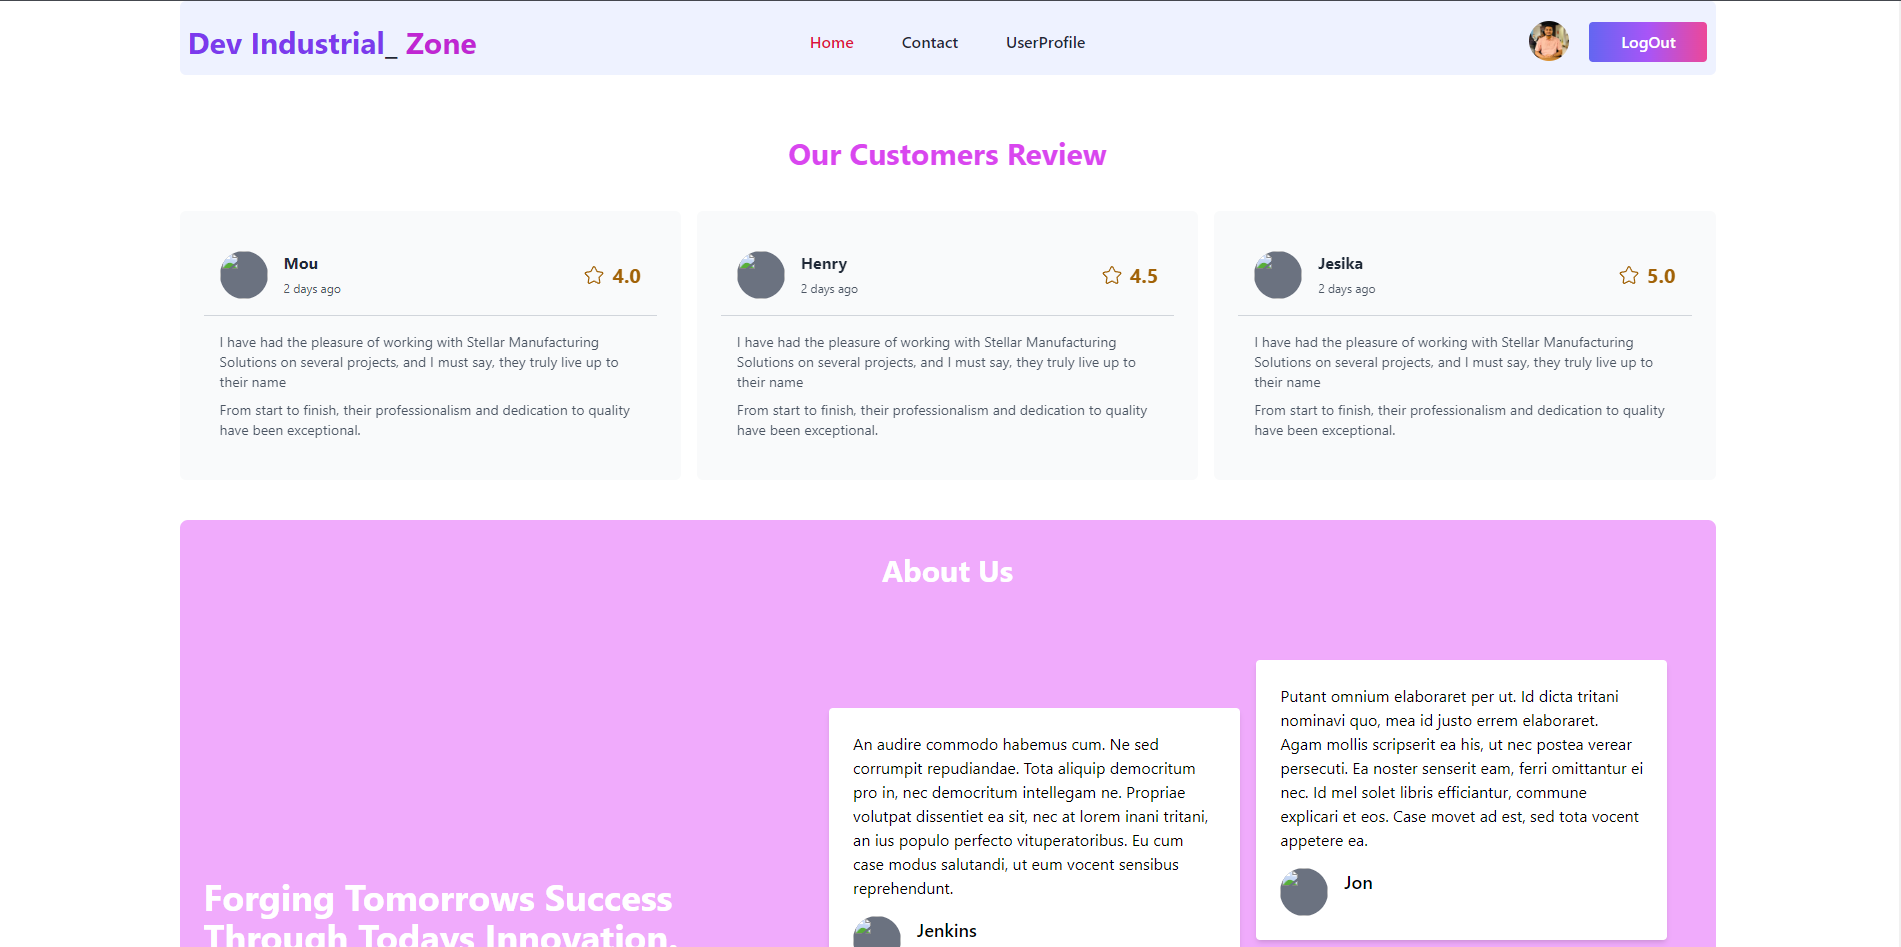 Dev Industrial_ Zone
Home
Contact
UserProfile
LogOut
Our Customers Review
Mou
2 days ago
4.0
I have had the pleasure of working with Stellar Manufacturing
Solutions on several projects, and I must say, they truly live up to
their name
From start to finish, their professionalism and dedication to quality
have been exceptional.
Henry
2 days ago
4.5
I have had the pleasure of working with Stellar Manufacturing
Solutions on several projects, and I must say, they truly live up to
their name
From start to finish, their professionalism and dedication to quality
have been exceptional.
Jesika
2 days ago
5.0
I have had the pleasure of working with Stellar Manufacturing
Solutions on several projects, and I must say, they truly live up to
their name
From start to finish, their professionalism and dedication to quality
have been exceptional.
About Us
Forging Tomorrows Success
Through Todays Innovation.
An audire commodo habemus cum. Ne sed
corrumpit repudiandae. Tota aliquip democritum
pro in, nec democritum intellegam ne. Propriae
volutpat dissentiet ea sit, nec at lorem inani tritani,
an ius populo perfecto vituperatoribus. Eu cum
case modus salutandi, ut eum vocent sensibus
reprehendunt.
Jenkins
Putant omnium elaboraret per ut. Id dicta tritani
nominavi quo, mea id justo errem elaboraret.
Agam mollis scripserit ea his, ut nec postea verear
persecuti. Ea noster senserit eam, ferri omittantur ei
nec. Id mel solet libris efficiantur, commune
explicari et eos. Case movet ad est, sed tota vocent
appetere ea.
Jon